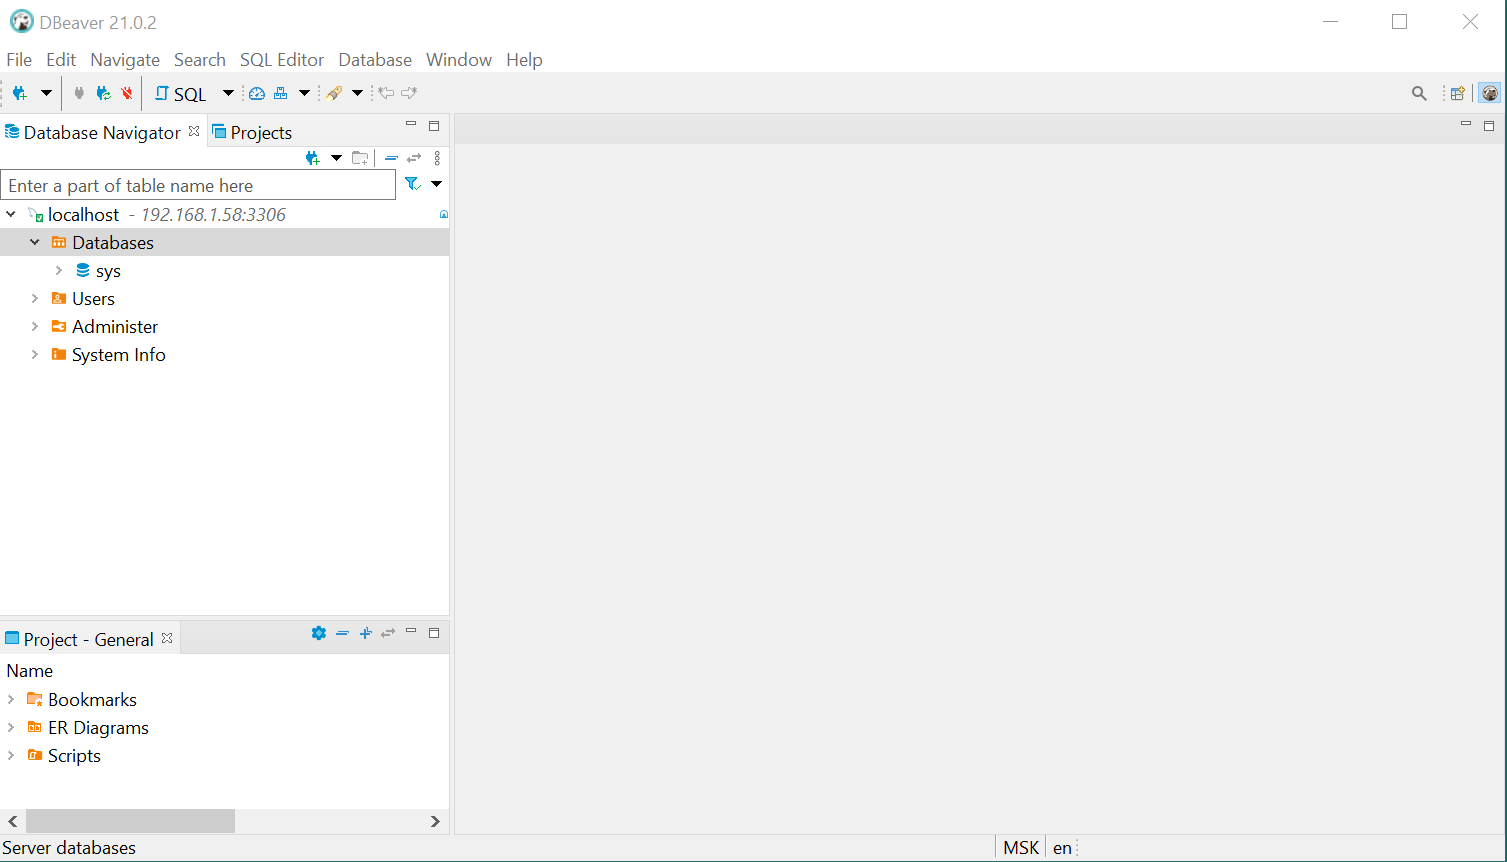 DBeaver 21.0.2
File Edit Navigate Search SQL Editor Database Window Help
SQL
Database Navigator Projects
Enter a part of table name here
localhost - 192.168.1.58:3306
Databases
sys
Users
Administer
System Info
Project - General
Name
Bookmarks
ER Diagrams
Scripts
Server databases MSK en